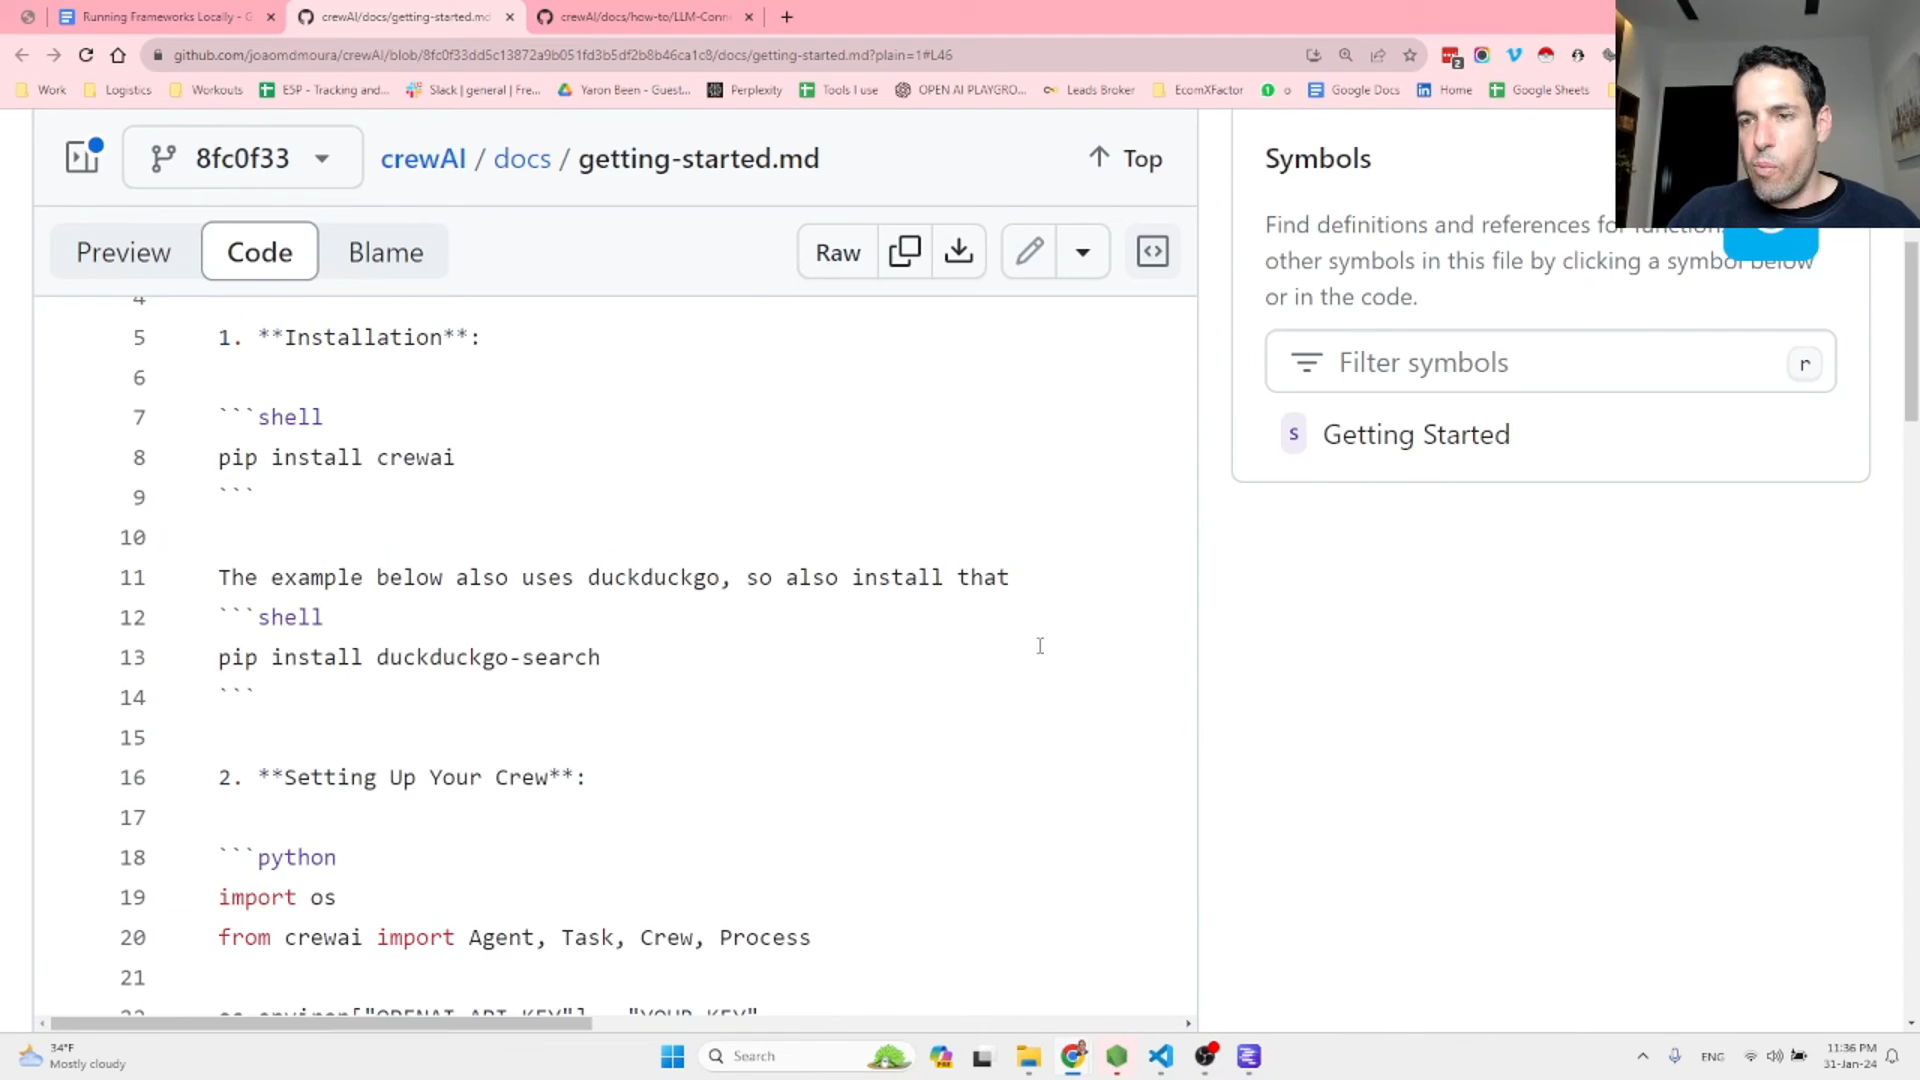 Running Frameworks Locally - G
crewAI/docs/getting-started.md
crewAI/docs/how-to/LLM-Conn
github.com/joaomdmoura/crewAI/blob/8fc0f33dd5c13872a9b051fd3b5df2b8b46ca1c8/docs/getting-started.md?plain=1#L46
2
Work
Logistics
Workouts
ESP - Tracking and...
Slack | general | Fre...
Yaron Been - Guest...
Perplexity
Tools I use
OPEN AI PLAYGRO...
Leads Broker
EcomXFactor
o
Google Docs
Home
Google Sheets
8fc0f33
crewAI / docs / getting-started.md
Top
Preview
Code
Blame
Raw
4
5 1. **Installation**:
6
7 ```shell
8 pip install crewai
9 ```
10
11 The example below also uses duckduckgo, so also install that
12 ```shell
13 pip install duckduckgo-search
14 ```
15
16 2. **Setting Up Your Crew**:
17
18 ```python
19 import os
20 from crewai import Agent, Task, Crew, Process
21
Symbols
Find definitions and references for
other symbols in this file by clicking a symbol below
or in the code.
Filter symbols
r
S Getting Started
34°F
Mostly cloudy
Search
ENG
11:36 PM
31-Jan-24